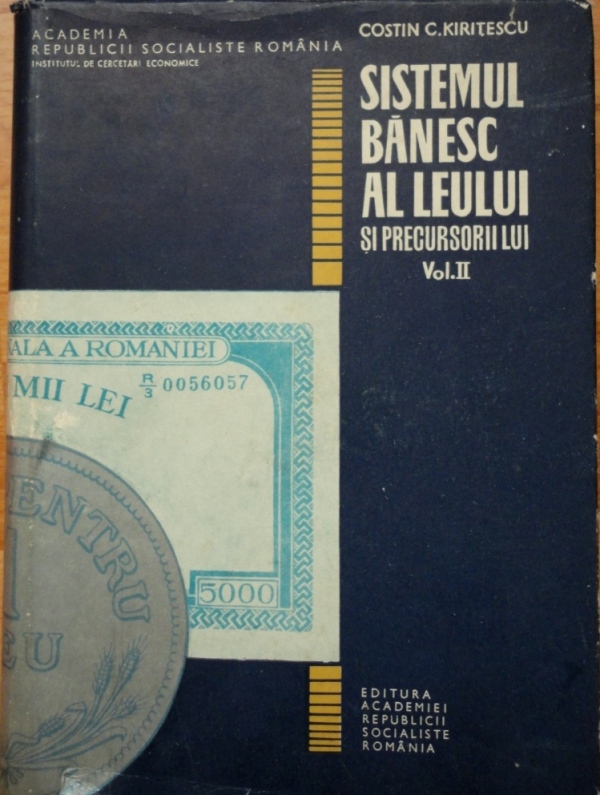 ACADEMIA
REPUBLICII SOCIALISTE ROMÂNIA
INSTITUTUL DE CERCETĂRI ECONOMICE
COSTIN C. KIRIȚESCU
SISTEMUL
BĂNESC
AL LEULUI
ȘI PRECURSORII LUI
Vol. II
ALA A ROMANIEI
MII LEI
R/3 0056057
ENTRU
1
EU
5000
EDITURA
ACADEMIEI
REPUBLICII
SOCIALISTE
ROMÂNIA